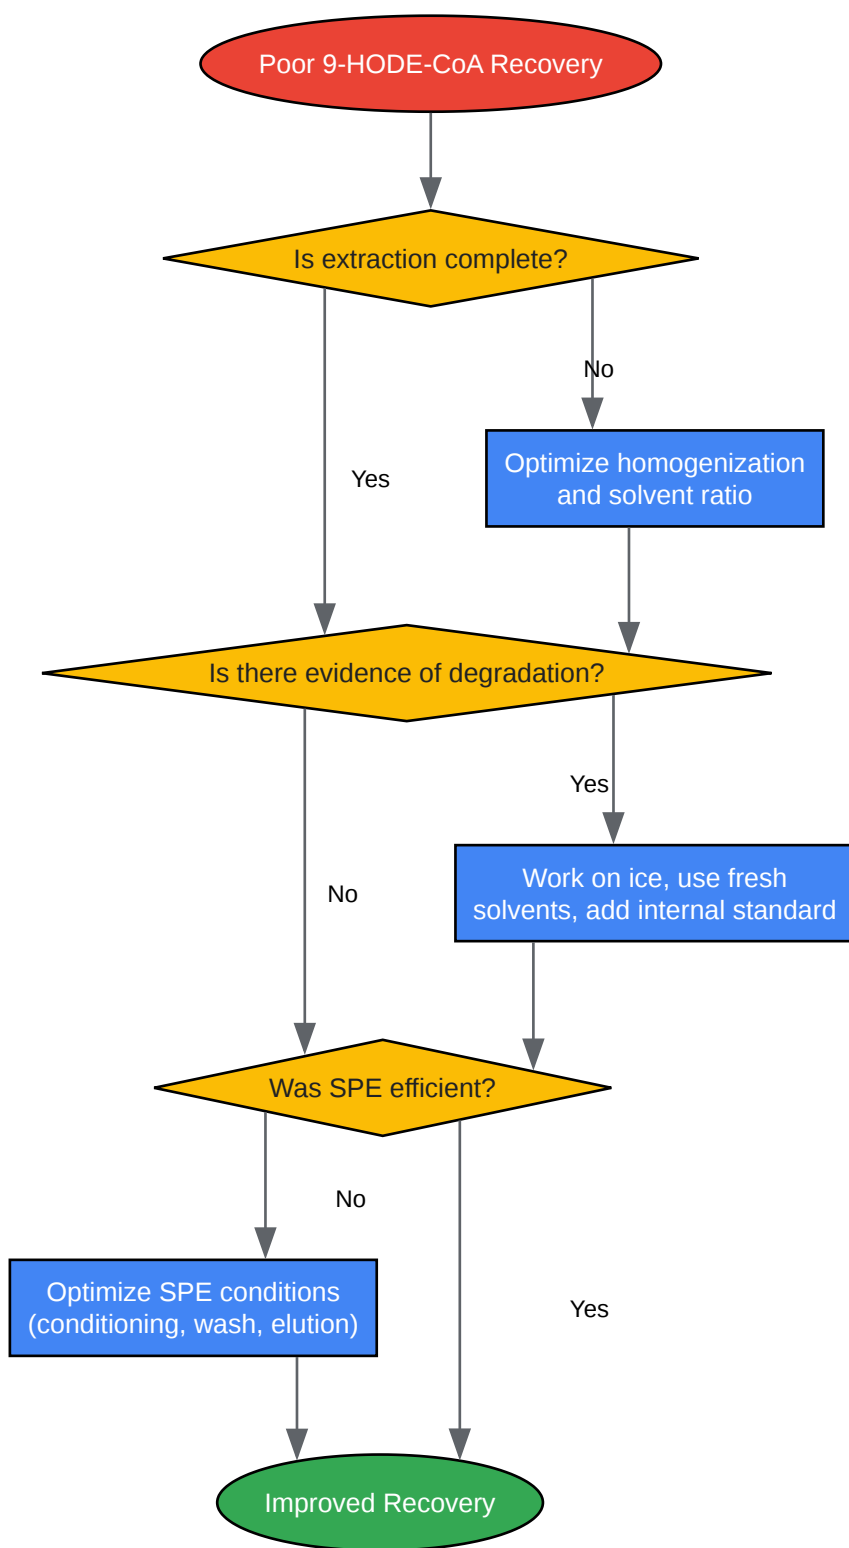 Poor 9-HODE-CoA Recovery
Is extraction complete?
No
Optimize homogenization
and solvent ratio
Yes
Is there evidence of degradation?
Yes
Work on ice, use fresh
solvents, add internal standard
No
Was SPE efficient?
No
Optimize SPE conditions
(conditioning, wash, elution)
Yes
Improved Recovery